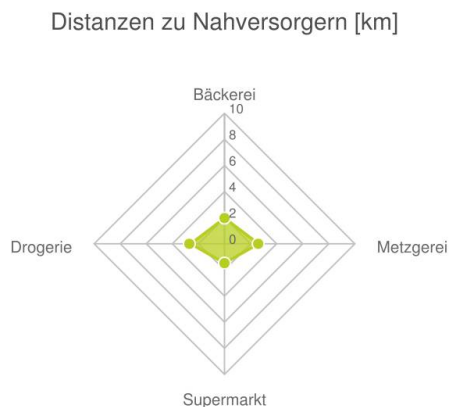 Distanzen zu Nahversorgern [km]
Bäckerei
10
8
6
4
2
0
Drogerie
Metzgerei
Supermarkt